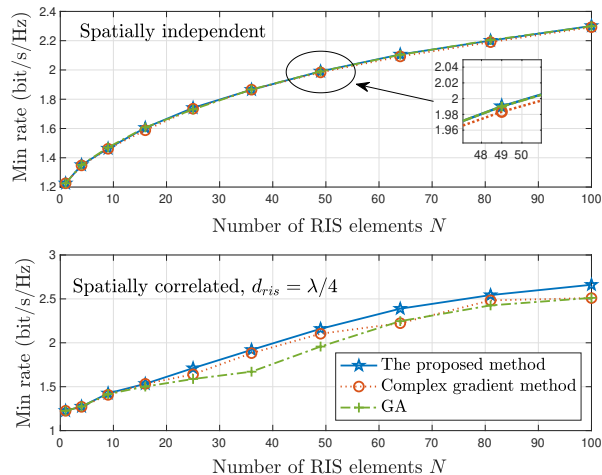 Spatially independent
Min rate (bit/s/Hz)
2.4
2.2
2
1.8
1.6
1.4
1.2
2.04
2.02
2
1.98
1.96
48 49 50
0 10 20 30 40 50 60 70 80 90 100
Number of RIS elements N
Spatially correlated, d_{ris} = λ/4
Min rate (bit/s/Hz)
3
2.5
2
1.5
1
The proposed method
Complex gradient method
GA
0 10 20 30 40 50 60 70 80 90 100
Number of RIS elements N